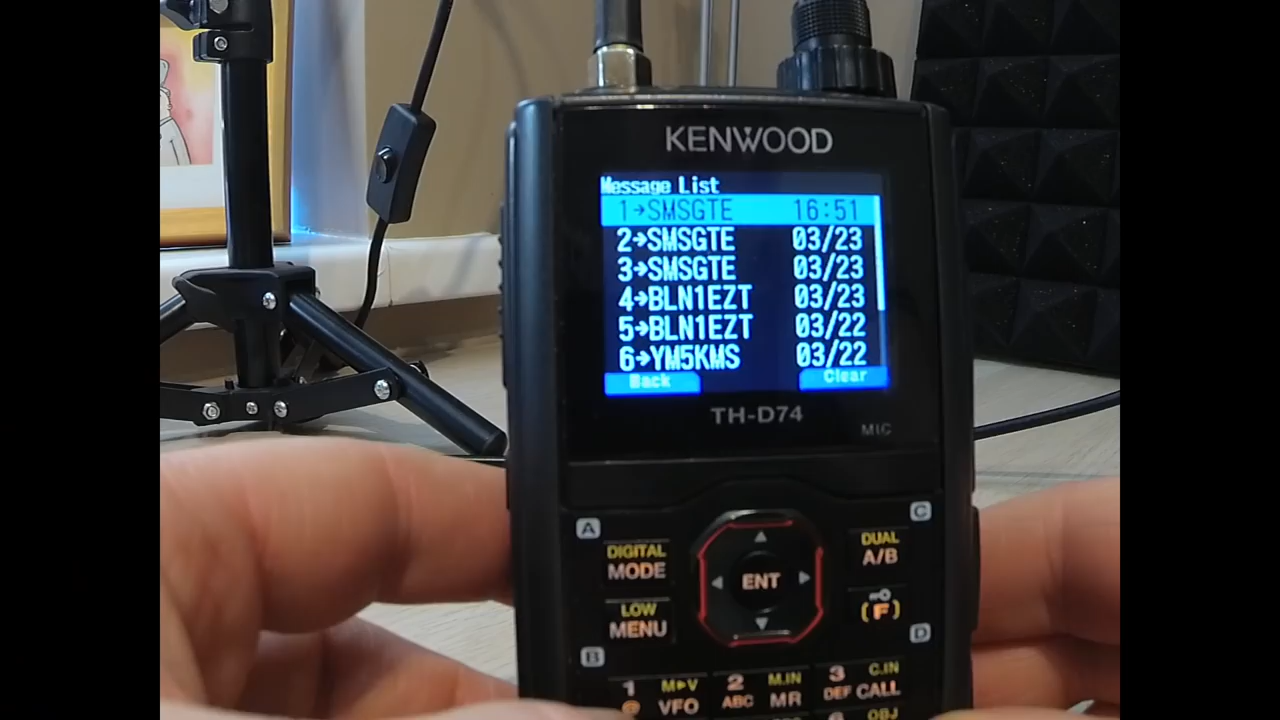 KENWOOD
Message List
1→SMSGTE 16:51
2→SMSGTE 03/23
3→SMSGTE 03/23
4→BLN1EZT 03/23
5→BLN1EZT 03/22
6→YM5KMS 03/22
Back Clear
TH-D74
MIC
A C
DIGITAL DUAL
MODE ENT A/B
LOW
MENU (F)
B D
1 M▶V 2 M.IN 3 C.IN
@ VFO ABC MR DEF CALL
OBJ